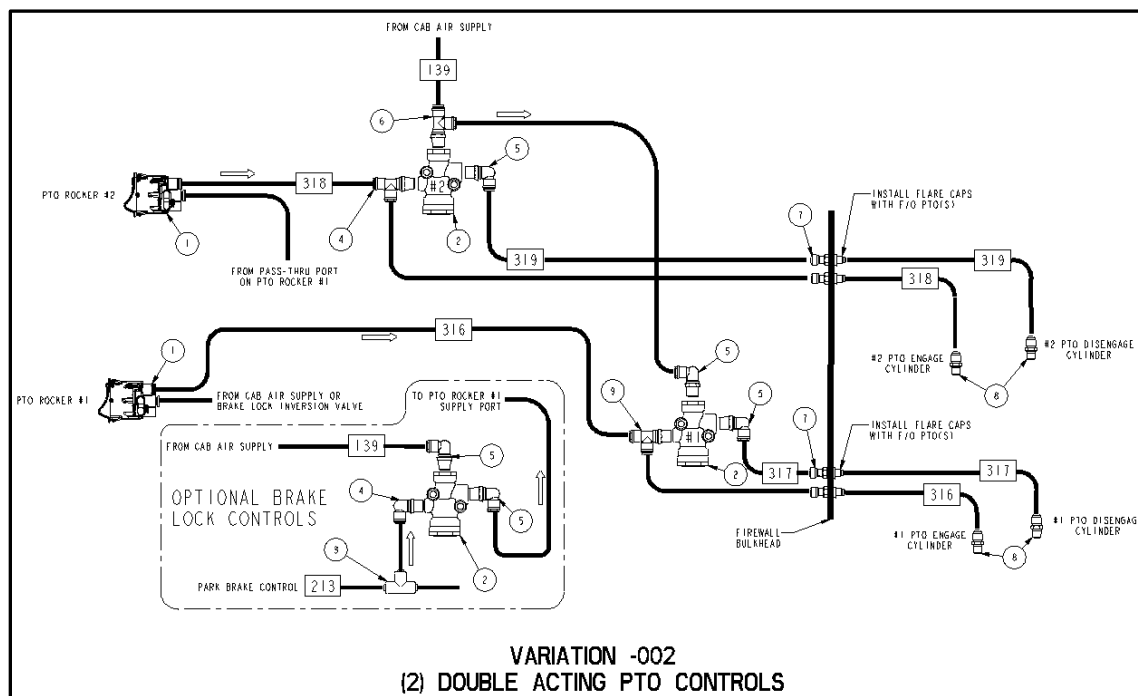 FROM CAB AIR SUPPLY
139
6
5
PTO ROCKER #2
318
#2
INSTALL FLARE CAPS
WITH F/O PTO(S)
7
1
4
2
FROM PASS-THRU PORT
ON PTO ROCKER #1
319
319
318
316
#2 PTO DISENGAGE
CYLINDER
#2 PTO ENGAGE
CYLINDER
8
1
5
PTO ROCKER #1
FROM CAB AIR SUPPLY OR
BRAKE LOCK INVERSION VALVE
TO PTO ROCKER #1
SUPPLY PORT
9
5
7
INSTALL FLARE CAPS
WITH F/O PTO(S)
#1
FROM CAB AIR SUPPLY
139
5
2
317
317
OPTIONAL BRAKE
LOCK CONTROLS
4
5
316
#1 PTO DISENGAGE
CYLINDER
FIREWALL
BULKHEAD
#1 PTO ENGAGE
CYLINDER
8
3
2
PARK BRAKE CONTROL
213
VARIATION -002
(2) DOUBLE ACTING PTO CONTROLS